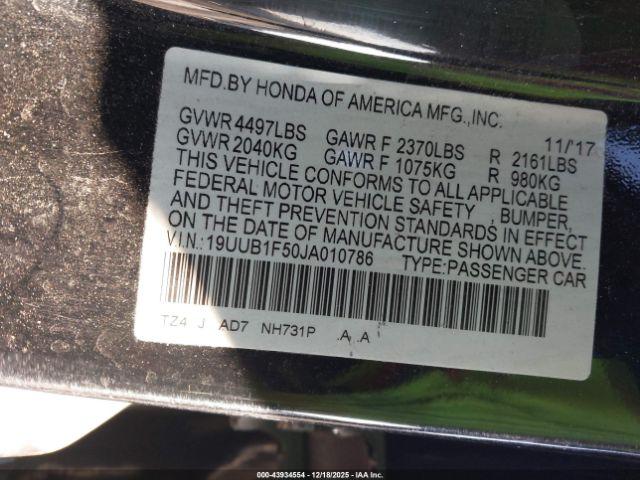 MFD.BY HONDA OF AMERICA MFG.,INC.
11/'17
GVWR 4497LBS GAWR F 2370LBS R 2161LBS
GVWR 2040KG GAWR F 1075KG R 980KG
THIS VEHICLE CONFORMS TO ALL APPLICABLE
FEDERAL MOTOR VEHICLE SAFETY , BUMPER,
AND THEFT PREVENTION STANDARDS IN EFFECT
ON THE DATE OF MANUFACTURE SHOWN ABOVE.
V.I.N.: 19UUB1F50JA010786 TYPE:PASSENGER CAR
TZ4 J AD7 NH731P .A .A
000-43934554 | 12/18/2025 - IAAI.com